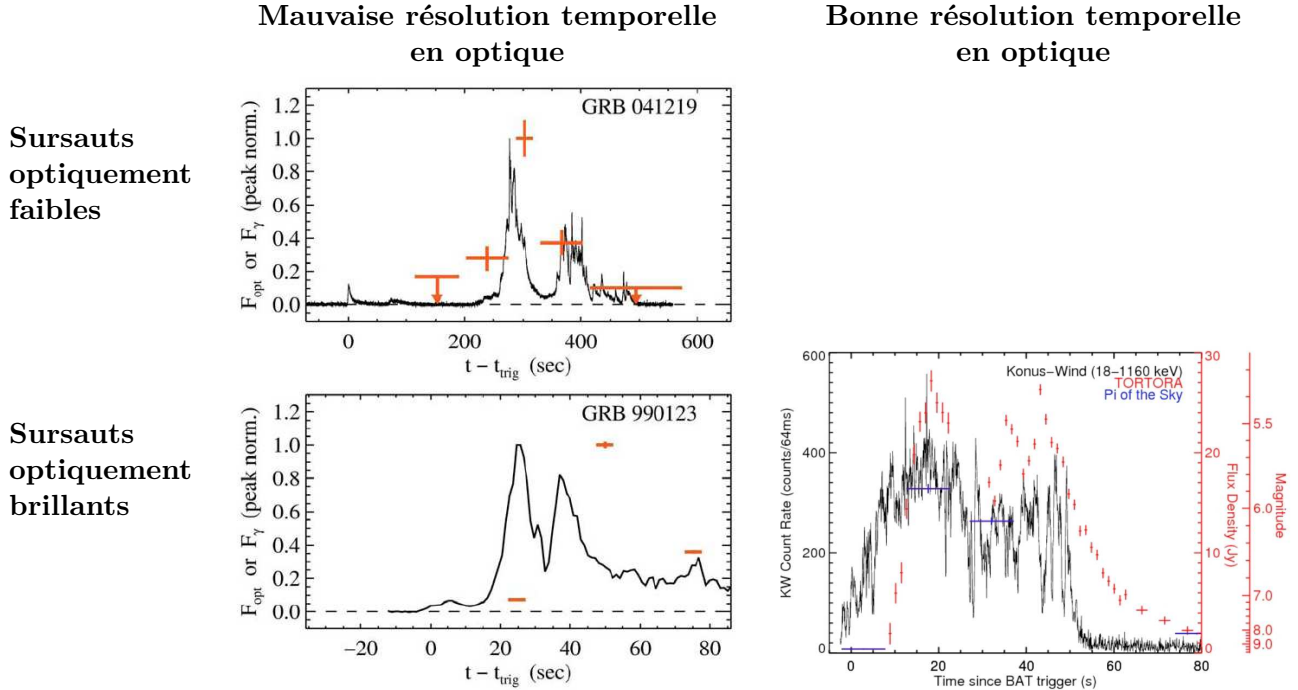 Mauvaise résolution temporelle
en optique
Bonne résolution temporelle
en optique
Sursauts
optiquement
faibles
GRB 041219
F_opt or F_γ (peak norm.)
1.2
1.0
0.8
0.6
0.4
0.2
0.0
0 200 400 600
t − t_trig (sec)
Sursauts
optiquement
brillants
GRB 990123
F_opt or F_γ (peak norm.)
1.2
1.0
0.8
0.6
0.4
0.2
0.0
−20 0 20 40 60 80
t − t_trig (sec)
Konus-Wind (18-1160 keV)
TORTORA
Pi of the Sky
KW Count Rate (counts/64ms)
600
400
200
0
0 20 40 60 80
Time since BAT trigger (s)
30
20
10
0
Flux Density (Jy)
5.5
6.0
7.0
8.0
9.0
Magnitude